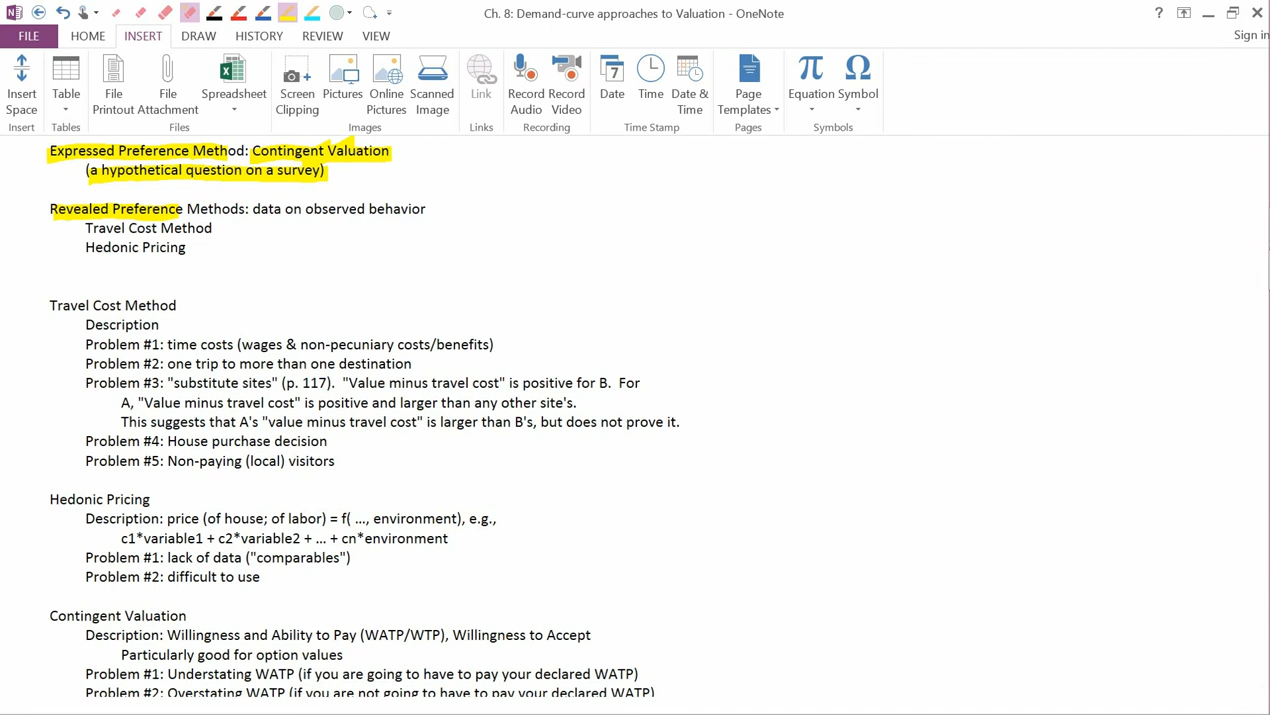 Ch. 8: Demand-curve approaches to Valuation - OneNote
?
Sign in
FILE HOME INSERT DRAW HISTORY REVIEW VIEW
Insert Space
Table
File Printout
File Attachment
Spreadsheet
Screen Clipping
Pictures
Online Pictures
Scanned Image
Link
Record Audio
Record Video
7
Date
Time
Date & Time
Page Templates
π
Equation
Ω
Symbol
Insert Tables Files Images Links Recording Time Stamp Pages Symbols
Expressed Preference Method: Contingent Valuation
(a hypothetical question on a survey)
Revealed Preference Methods: data on observed behavior
Travel Cost Method
Hedonic Pricing
Travel Cost Method
Description
Problem #1: time costs (wages & non-pecuniary costs/benefits)
Problem #2: one trip to more than one destination
Problem #3: "substitute sites" (p. 117).  "Value minus travel cost" is positive for B.  For
A, "Value minus travel cost" is positive and larger than any other site's.
This suggests that A's "value minus travel cost" is larger than B's, but does not prove it.
Problem #4: House purchase decision
Problem #5: Non-paying (local) visitors
Hedonic Pricing
Description: price (of house; of labor) = f( ..., environment), e.g.,
c1*variable1 + c2*variable2 + ... + cn*environment
Problem #1: lack of data ("comparables")
Problem #2: difficult to use
Contingent Valuation
Description: Willingness and Ability to Pay (WATP/WTP), Willingness to Accept
Particularly good for option values
Problem #1: Understating WATP (if you are going to have to pay your declared WATP)
Problem #2: Overstating WATP (if you are not going to have to pay your declared WATP)